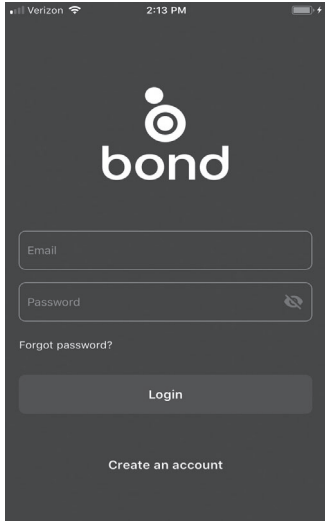 Verizon 2:13 PM
bond
Email
Password
Forgot password?
Login
Create an account